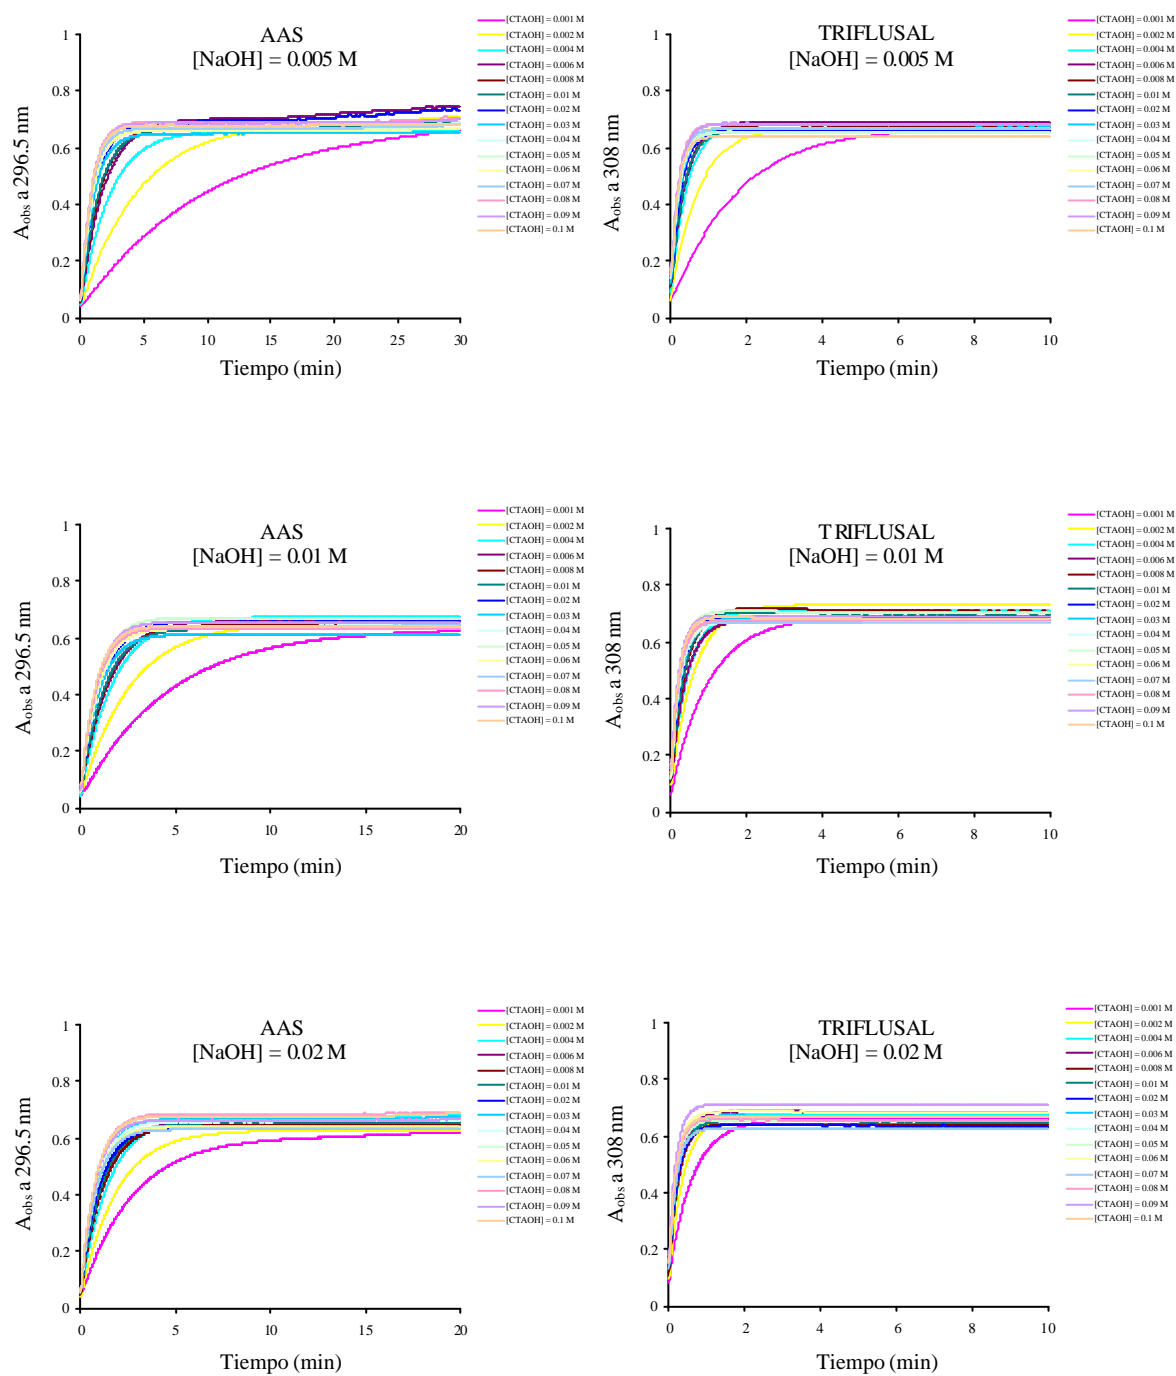 AAS
[NaOH] = 0.005 M
A obs a 296.5 nm
1
0.8
0.6
0.4
0.2
0
0 5 10 15 20 25 30
Tiempo (min)
[CTAOH] = 0.001 M
[CTAOH] = 0.002 M
[CTAOH] = 0.004 M
[CTAOH] = 0.006 M
[CTAOH] = 0.008 M
[CTAOH] = 0.01 M
[CTAOH] = 0.02 M
[CTAOH] = 0.03 M
[CTAOH] = 0.04 M
[CTAOH] = 0.05 M
[CTAOH] = 0.06 M
[CTAOH] = 0.07 M
[CTAOH] = 0.08 M
[CTAOH] = 0.09 M
[CTAOH] = 0.1 M
TRIFLUSAL
[NaOH] = 0.005 M
A obs a 308 nm
1
0.8
0.6
0.4
0.2
0
0 2 4 6 8 10
Tiempo (min)
[CTAOH] = 0.001 M
[CTAOH] = 0.002 M
[CTAOH] = 0.004 M
[CTAOH] = 0.006 M
[CTAOH] = 0.008 M
[CTAOH] = 0.01 M
[CTAOH] = 0.02 M
[CTAOH] = 0.03 M
[CTAOH] = 0.04 M
[CTAOH] = 0.05 M
[CTAOH] = 0.06 M
[CTAOH] = 0.07 M
[CTAOH] = 0.08 M
[CTAOH] = 0.09 M
[CTAOH] = 0.1 M
AAS
[NaOH] = 0.01 M
A obs a 296.5 nm
1
0.8
0.6
0.4
0.2
0
0 5 10 15 20
Tiempo (min)
[CTAOH] = 0.001 M
[CTAOH] = 0.002 M
[CTAOH] = 0.004 M
[CTAOH] = 0.006 M
[CTAOH] = 0.008 M
[CTAOH] = 0.01 M
[CTAOH] = 0.02 M
[CTAOH] = 0.03 M
[CTAOH] = 0.04 M
[CTAOH] = 0.05 M
[CTAOH] = 0.06 M
[CTAOH] = 0.07 M
[CTAOH] = 0.08 M
[CTAOH] = 0.09 M
[CTAOH] = 0.1 M
TRIFLUSAL
[NaOH] = 0.01 M
A obs a 308 nm
1
0.8
0.6
0.4
0.2
0
0 2 4 6 8 10
Tiempo (min)
[CTAOH] = 0.001 M
[CTAOH] = 0.002 M
[CTAOH] = 0.004 M
[CTAOH] = 0.006 M
[CTAOH] = 0.008 M
[CTAOH] = 0.01 M
[CTAOH] = 0.02 M
[CTAOH] = 0.03 M
[CTAOH] = 0.04 M
[CTAOH] = 0.05 M
[CTAOH] = 0.06 M
[CTAOH] = 0.07 M
[CTAOH] = 0.08 M
[CTAOH] = 0.09 M
[CTAOH] = 0.1 M
AAS
[NaOH] = 0.02 M
A obs a 296.5 nm
1
0.8
0.6
0.4
0.2
0
0 5 10 15 20
Tiempo (min)
[CTAOH] = 0.001 M
[CTAOH] = 0.002 M
[CTAOH] = 0.004 M
[CTAOH] = 0.006 M
[CTAOH] = 0.008 M
[CTAOH] = 0.01 M
[CTAOH] = 0.02 M
[CTAOH] = 0.03 M
[CTAOH] = 0.04 M
[CTAOH] = 0.05 M
[CTAOH] = 0.06 M
[CTAOH] = 0.07 M
[CTAOH] = 0.08 M
[CTAOH] = 0.09 M
[CTAOH] = 0.1 M
TRIFLUSAL
[NaOH] = 0.02 M
A obs a 308 nm
1
0.8
0.6
0.4
0.2
0
0 2 4 6 8 10
Tiempo (min)
[CTAOH] = 0.001 M
[CTAOH] = 0.002 M
[CTAOH] = 0.004 M
[CTAOH] = 0.006 M
[CTAOH] = 0.008 M
[CTAOH] = 0.01 M
[CTAOH] = 0.02 M
[CTAOH] = 0.03 M
[CTAOH] = 0.04 M
[CTAOH] = 0.05 M
[CTAOH] = 0.06 M
[CTAOH] = 0.07 M
[CTAOH] = 0.08 M
[CTAOH] = 0.09 M
[CTAOH] = 0.1 M